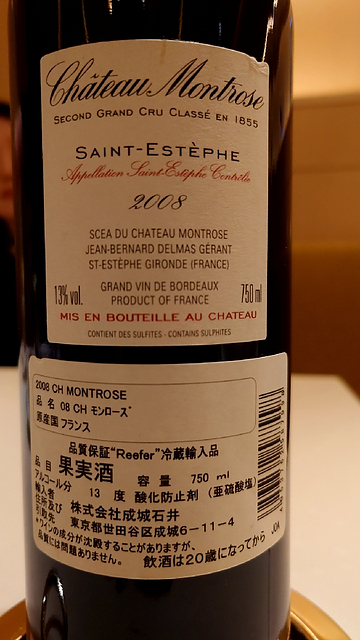 Château Montrose
SECOND GRAND CRU CLASSÉ EN 1855
SAINT-ESTÈPHE
Appellation Saint-Estèphe Contrôlée
2008
SCEA DU CHATEAU MONTROSE
JEAN-BERNARD DELMAS GÉRANT
ST-ESTÈPHE GIRONDE (FRANCE)
13% vol.
GRAND VIN DE BORDEAUX
PRODUCT OF FRANCE
750 ml
MIS EN BOUTEILLE AU CHATEAU
CONTIENT DES SULFITES - CONTAINS SULPHITES
2008 CH MONTROSE
品 名 08 CH モンローズ
原産国 フランス
品質保証"Reefer"冷蔵輸入品
品 目 果実酒 容 量 750 ml
アルコール分 13 度 酸化防止剤 (亜硫酸塩)
輸入者 株式会社成城石井
住所及び
引取先 東京都世田谷区成城6-11-4
*ワインの成分が沈殿することがありますが、
品質には問題ありません。 飲酒は20歳になってから JOA